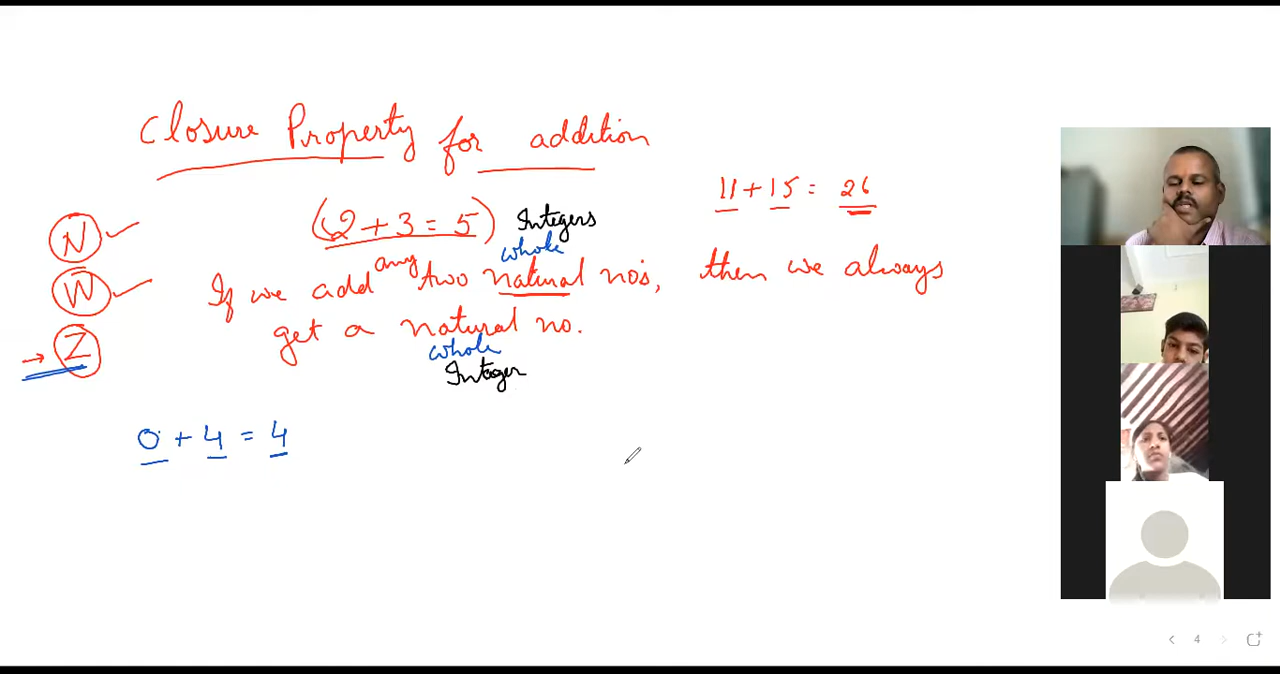 Closure Property for addition
11 + 15 = 26
(2 + 3 = 5) Integers
whole
N
any
If we add two natural no's, then we always
W
get a natural no.
whole
Z
Integer
0 + 4 = 4
4